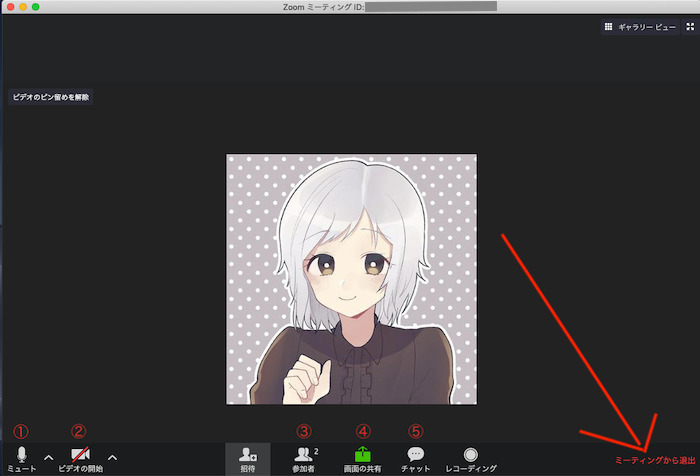 Zoom ミーティング ID:
ギャラリー ビュー
ビデオのピン留めを解除
① ② ③ ④ ⑤
2
ミュート ビデオの開始 招待 参加者 画面の共有 チャット レコーディング ミーティングから退出